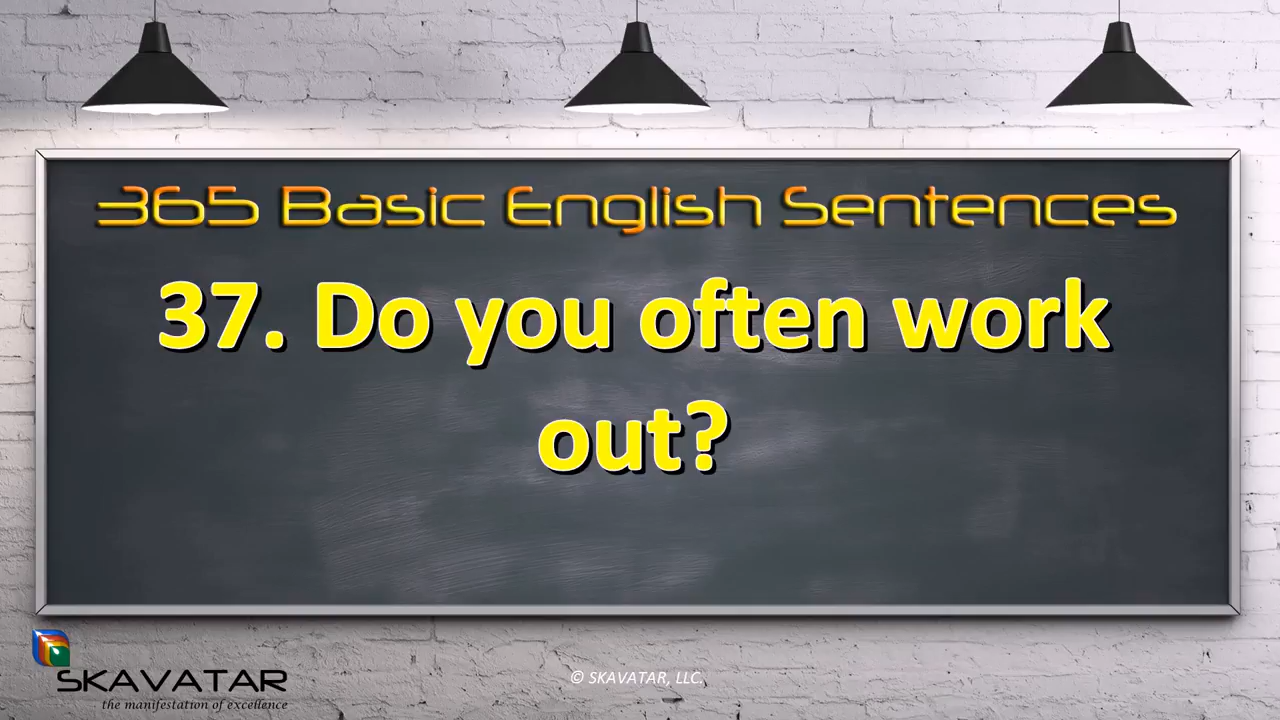 365 Basic English Sentences
37. Do you often work
out?
SKAVATAR
the manifestation of excellence
© SKAVATAR, LLC.